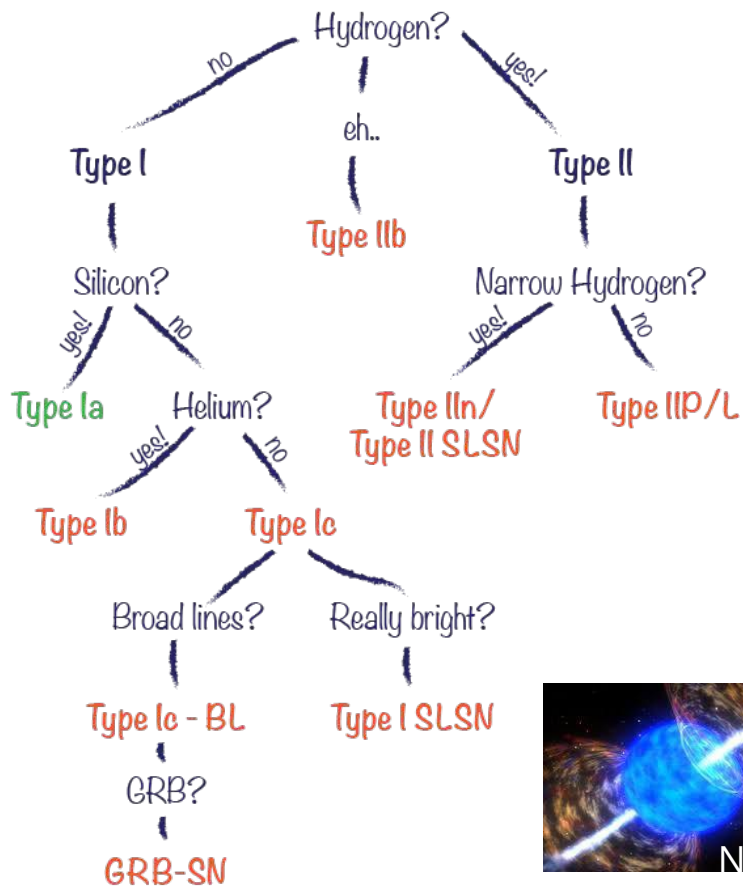 Hydrogen?
no
yes!
eh..
Type I
Type II
Type IIb
Silicon?
Narrow Hydrogen?
yes!
no
yes!
no
Type Ia
Helium?
Type IIn/
Type II SLSN
Type IIP/L
yes!
no
Type Ib
Type Ic
Broad lines?
Really bright?
Type Ic - BL
Type I SLSN
GRB?
GRB-SN
N